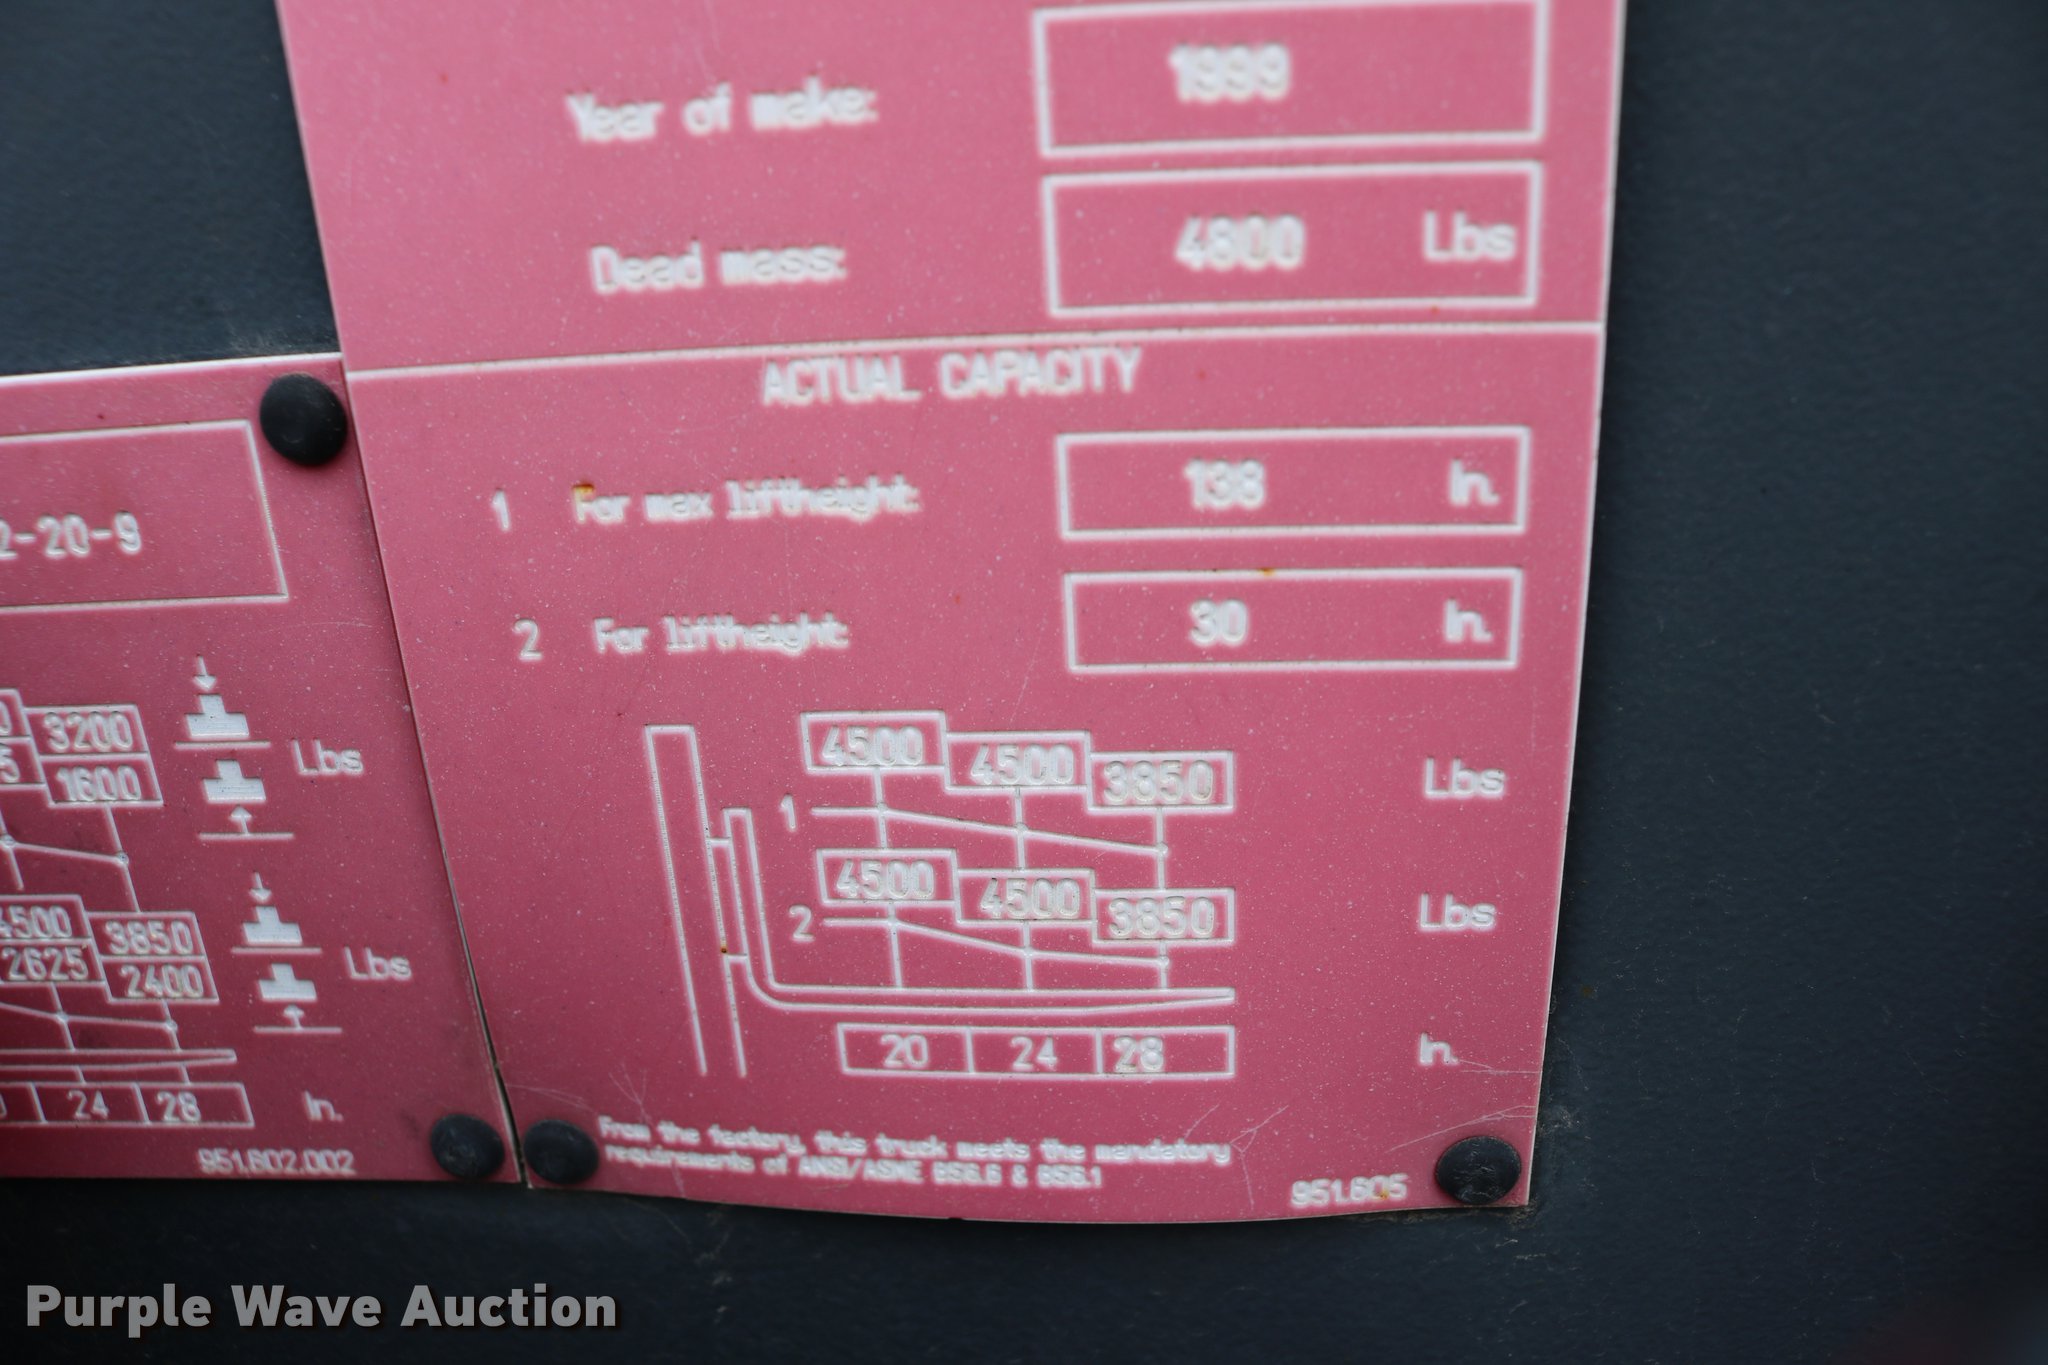 Year of make: 1999
Dead mass: 4800 Lbs
ACTUAL CAPACITY
1 For max liftheight: 138 In.
2 For liftheight: 30 In.
4500 4500 3850 Lbs
1
4500 4500 3850 Lbs
2
20 24 28 In.
From the factory, this truck meets the mandatory
requirements of ANSI/ASME B56.6 & B56.1
951.605
2-20-9
3200
1600
Lbs
4500 3850
2625 2400
Lbs
24 28 In.
951.602.002
Purple Wave Auction